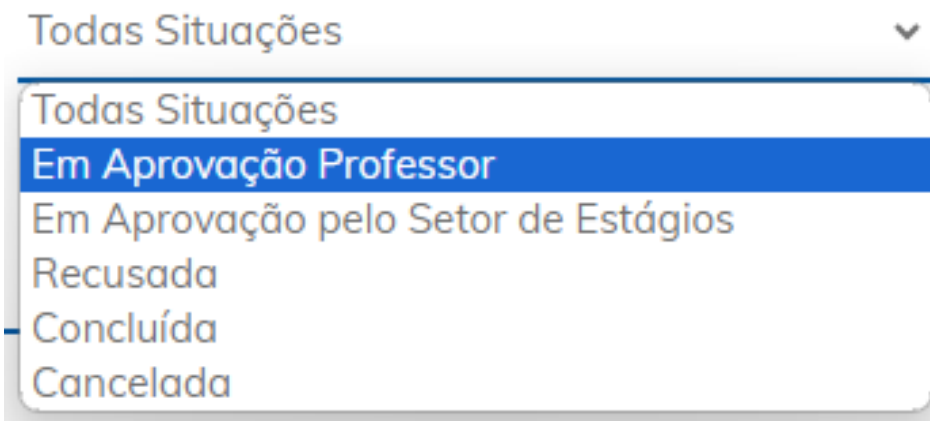 Todas Situações
Todas Situações
Em Aprovação Professor
Em Aprovação pelo Setor de Estágios
Recusada
Concluída
Cancelada